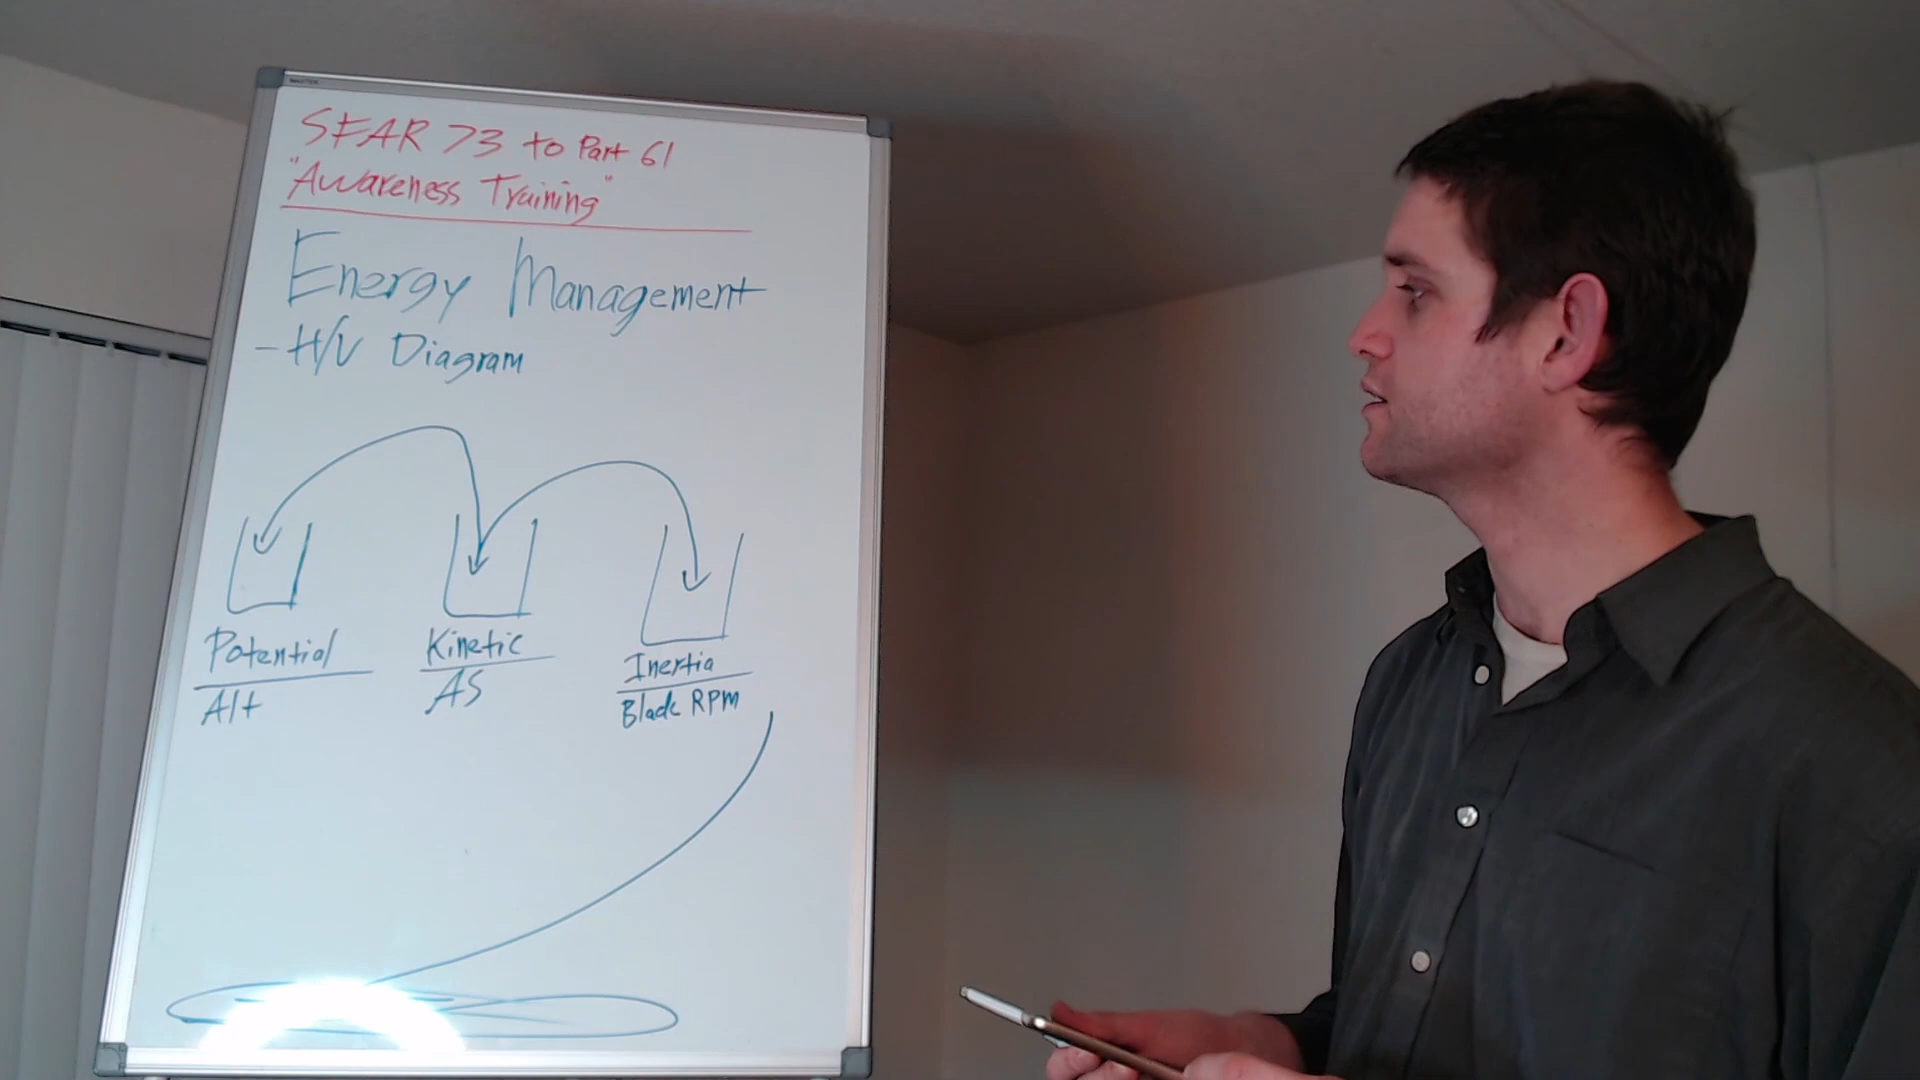 SFAR 73 to Part 61
"Awareness Training"
Energy Management
- H/V Diagram
Potential
Alt
Kinetic
AS
Inertia
Blade RPM